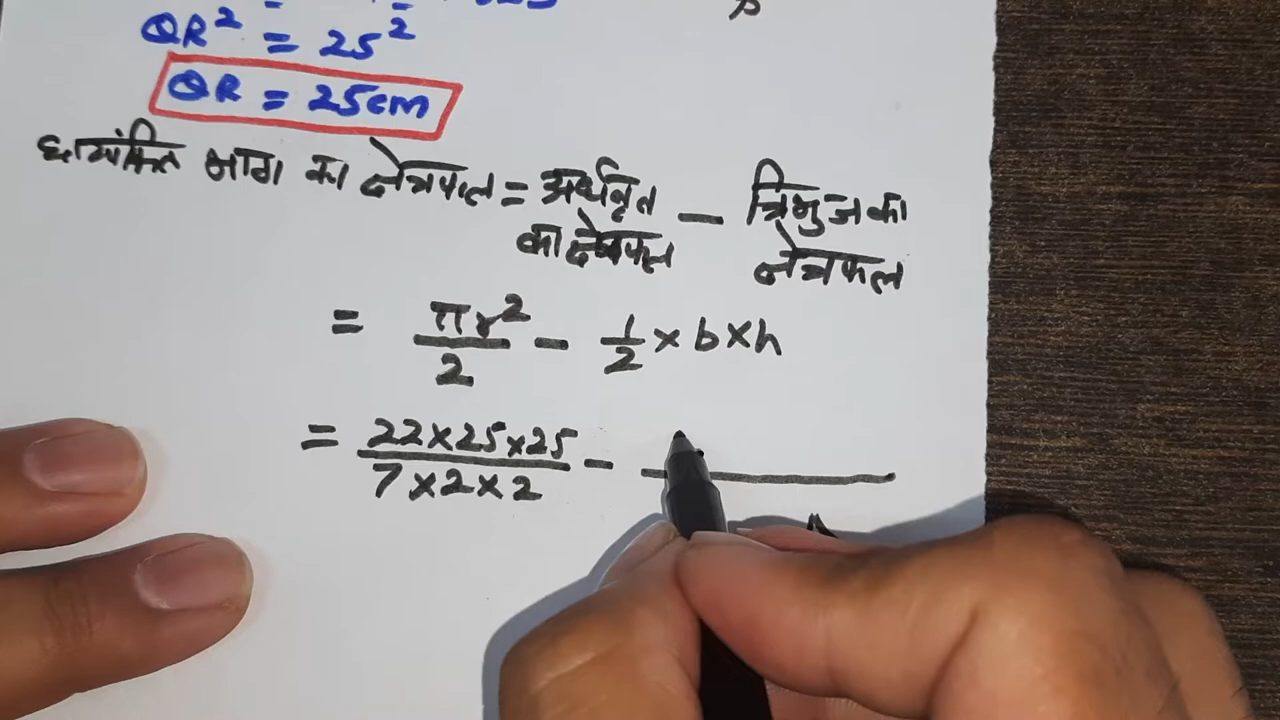 QR² = 25²
QR = 25cm
छायांकित भाग का क्षेत्रफल = अर्धवृत का क्षेत्रफल − त्रिभुज का क्षेत्रफल
= πr²/2 − 1/2 × b × h
= 22×25×25/7×2×2 −